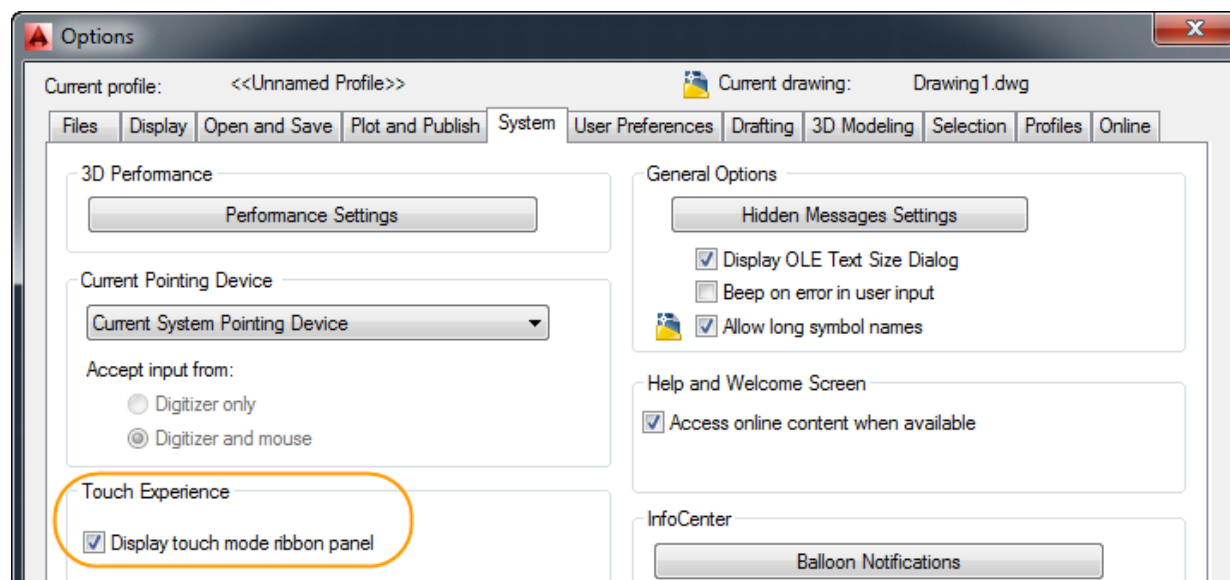 Options
Current profile: <<Unnamed Profile>> Current drawing: Drawing1.dwg
Files Display Open and Save Plot and Publish System User Preferences Drafting 3D Modeling Selection Profiles Online
3D Performance
Performance Settings
Current Pointing Device
Current System Pointing Device
Accept input from:
Digitizer only
Digitizer and mouse
Touch Experience
Display touch mode ribbon panel
General Options
Hidden Messages Settings
Display OLE Text Size Dialog
Beep on error in user input
Allow long symbol names
Help and Welcome Screen
Access online content when available
InfoCenter
Balloon Notifications